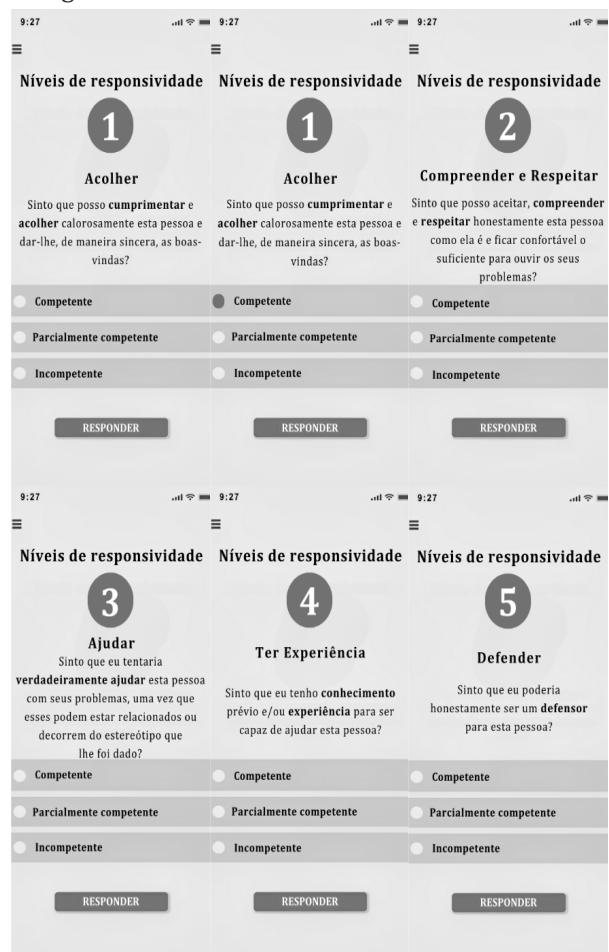 9:27
Níveis de responsividade
1
Acolher
Sinto que posso cumprimentar e
acolher calorosamente esta pessoa e
dar-lhe, de maneira sincera, as boas-
vindas?
Competente
Parcialmente competente
Incompetente
RESPONDER
9:27
Níveis de responsividade
1
Acolher
Sinto que posso cumprimentar e
acolher calorosamente esta pessoa e
dar-lhe, de maneira sincera, as boas-
vindas?
Competente
Parcialmente competente
Incompetente
RESPONDER
9:27
Níveis de responsividade
2
Compreender e Respeitar
Sinto que posso aceitar, compreender
e respeitar honestamente esta pessoa
como ela é e ficar confortável o
suficiente para ouvir os seus
problemas?
Competente
Parcialmente competente
Incompetente
RESPONDER
9:27
Níveis de responsividade
3
Ajudar
Sinto que eu tentaria
verdadeiramente ajudar esta pessoa
com seus problemas, uma vez que
esses podem estar relacionados ou
decorrem do estereótipo que
lhe foi dado?
Competente
Parcialmente competente
Incompetente
RESPONDER
9:27
Níveis de responsividade
4
Ter Experiência
Sinto que eu tenho conhecimento
prévio e/ou experiência para ser
capaz de ajudar esta pessoa?
Competente
Parcialmente competente
Incompetente
RESPONDER
9:27
Níveis de responsividade
5
Defender
Sinto que eu poderia
honestamente ser um defensor
para esta pessoa?
Competente
Parcialmente competente
Incompetente
RESPONDER